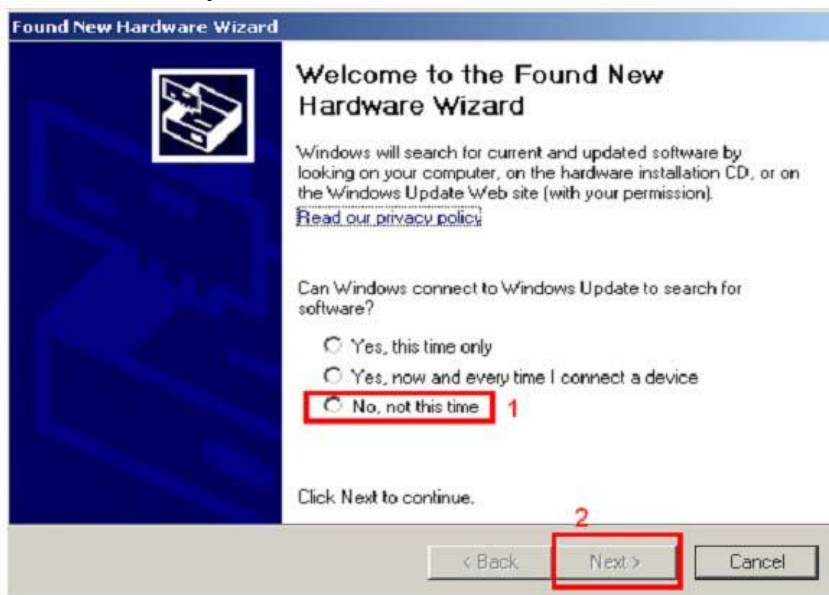 Found New Hardware Wizard
Welcome to the Found New
Hardware Wizard
Windows will search for current and updated software by
looking on your computer, on the hardware installation CD, or on
the Windows Update Web site (with your permission).
Read our privacy policy
Can Windows connect to Windows Update to search for
software?
Yes, this time only
Yes, now and every time I connect a device
No, not this time 1
Click Next to continue.
2
< Back Next > Cancel